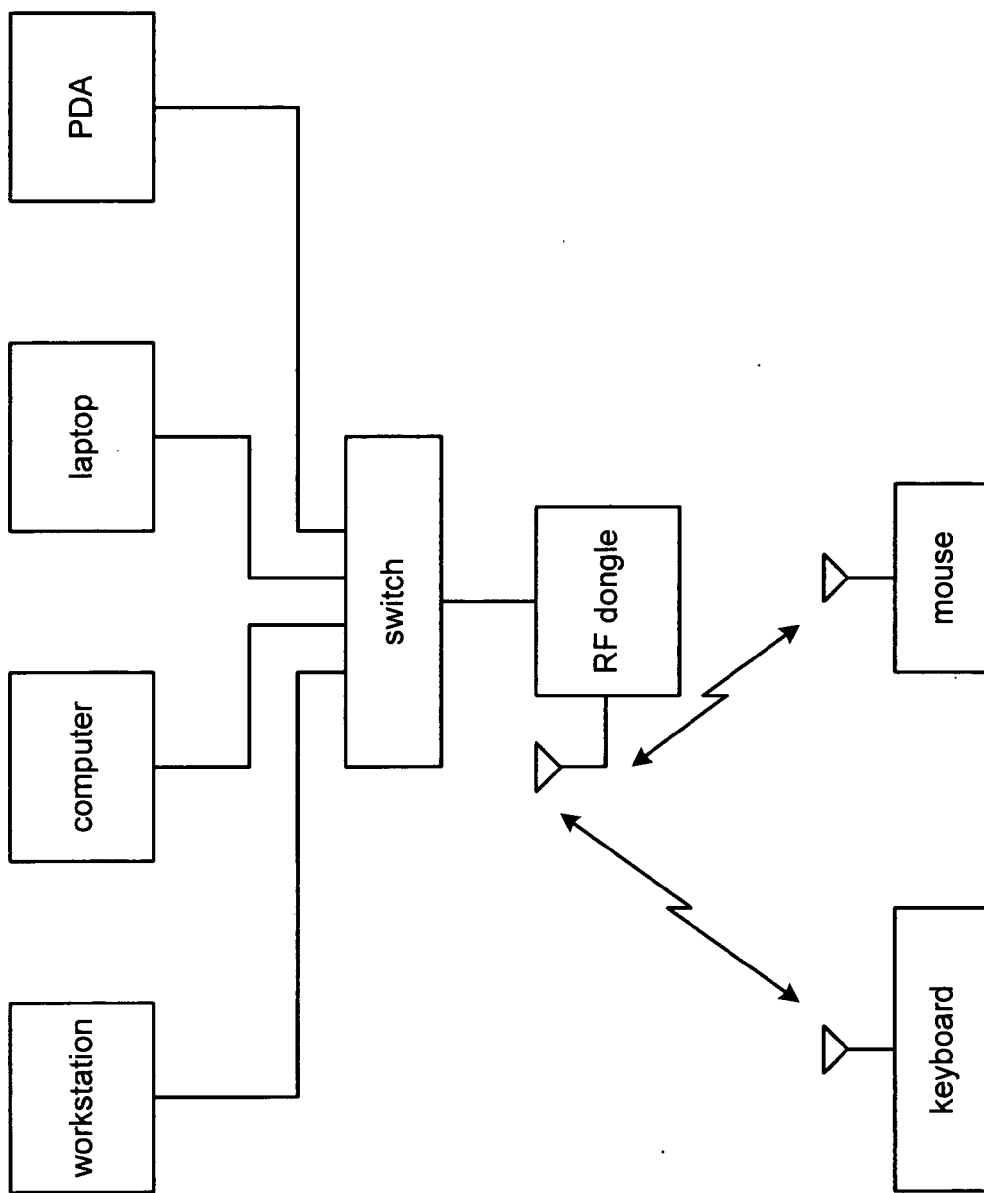 workstation
computer
laptop
PDA
switch
RF dongle
keyboard
mouse